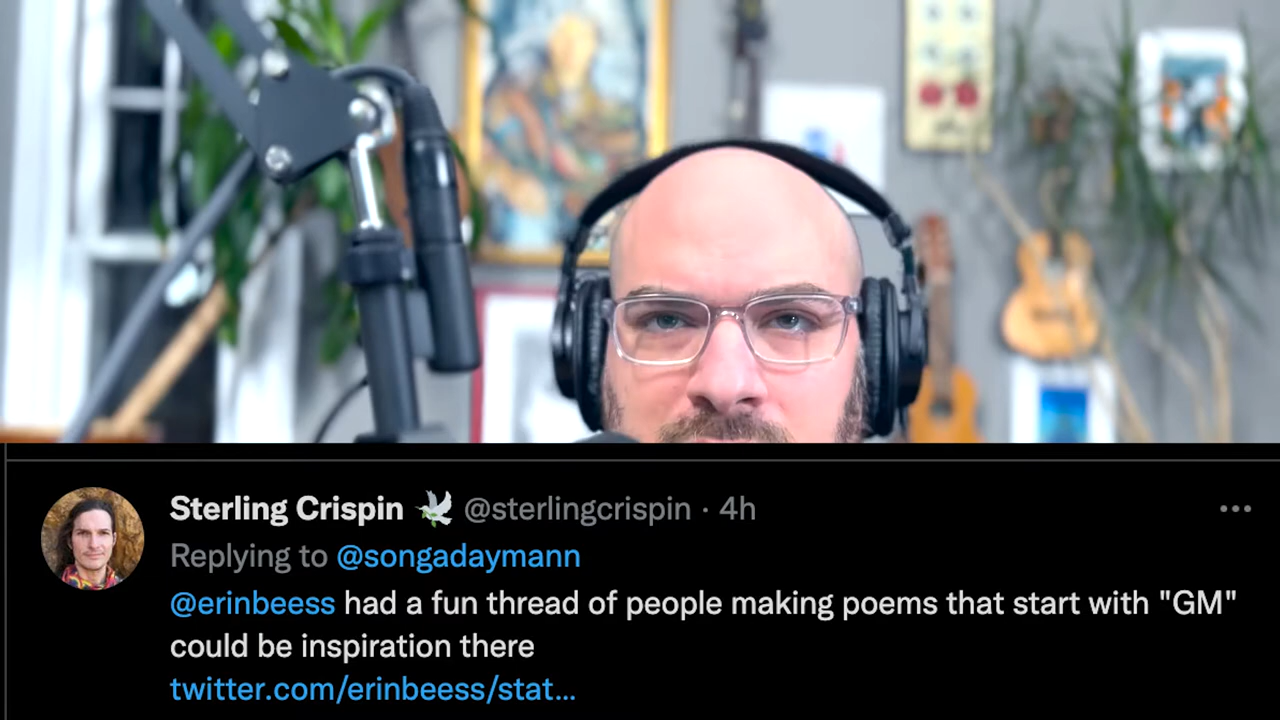 Sterling Crispin 🕊 @sterlingcrispin · 4h
Replying to @songadaymann
@erinbeess had a fun thread of people making poems that start with "GM"
could be inspiration there
twitter.com/erinbeess/stat...